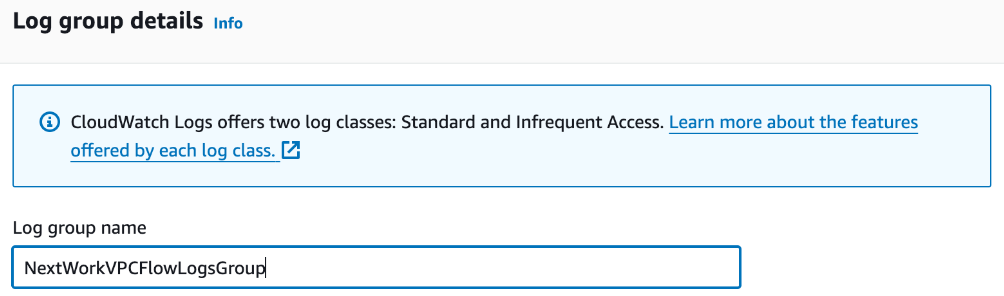 Log group details Info
CloudWatch Logs offers two log classes: Standard and Infrequent Access. Learn more about the features
offered by each log class.
Log group name
NextWorkVPCFlowLogsGroup